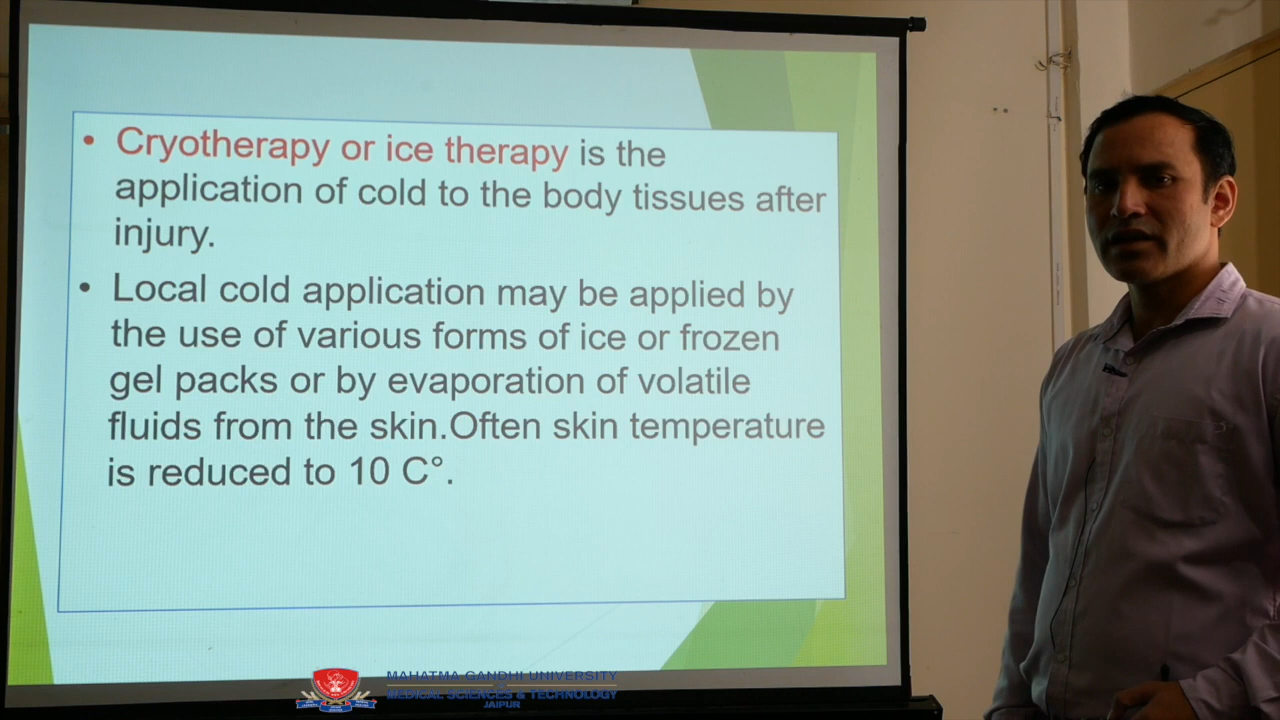 • Cryotherapy or ice therapy is the
application of cold to the body tissues after
injury.
• Local cold application may be applied by
the use of various forms of ice or frozen
gel packs or by evaporation of volatile
fluids from the skin.Often skin temperature
is reduced to 10 C°.
MAHATMA GANDHI UNIVERSITY
MEDICAL SCIENCES & TECHNOLOGY
JAIPUR